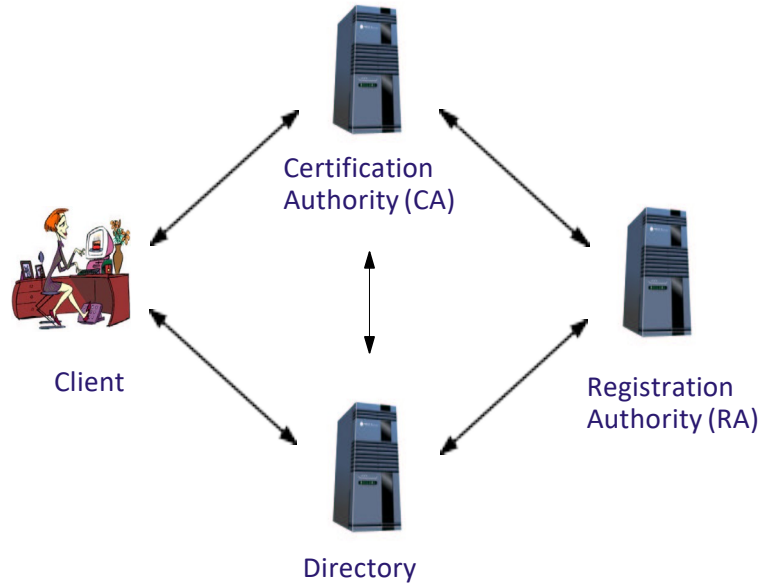 Certification
Authority (CA)
Client
Registration
Authority (RA)
Directory